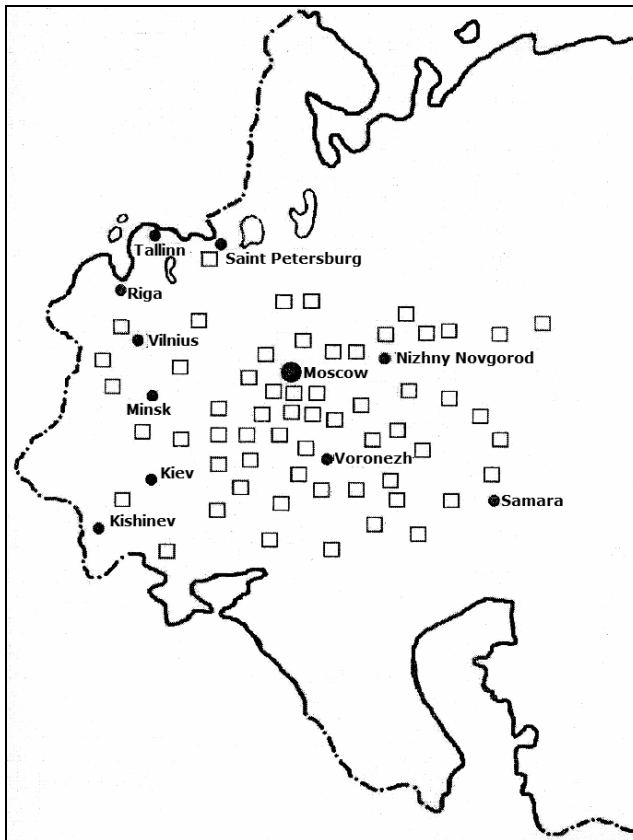 Tallinn
Saint Petersburg
Riga
Vilnius
Nizhny Novgorod
Moscow
Minsk
Voronezh
Kiev
Samara
Kishinev